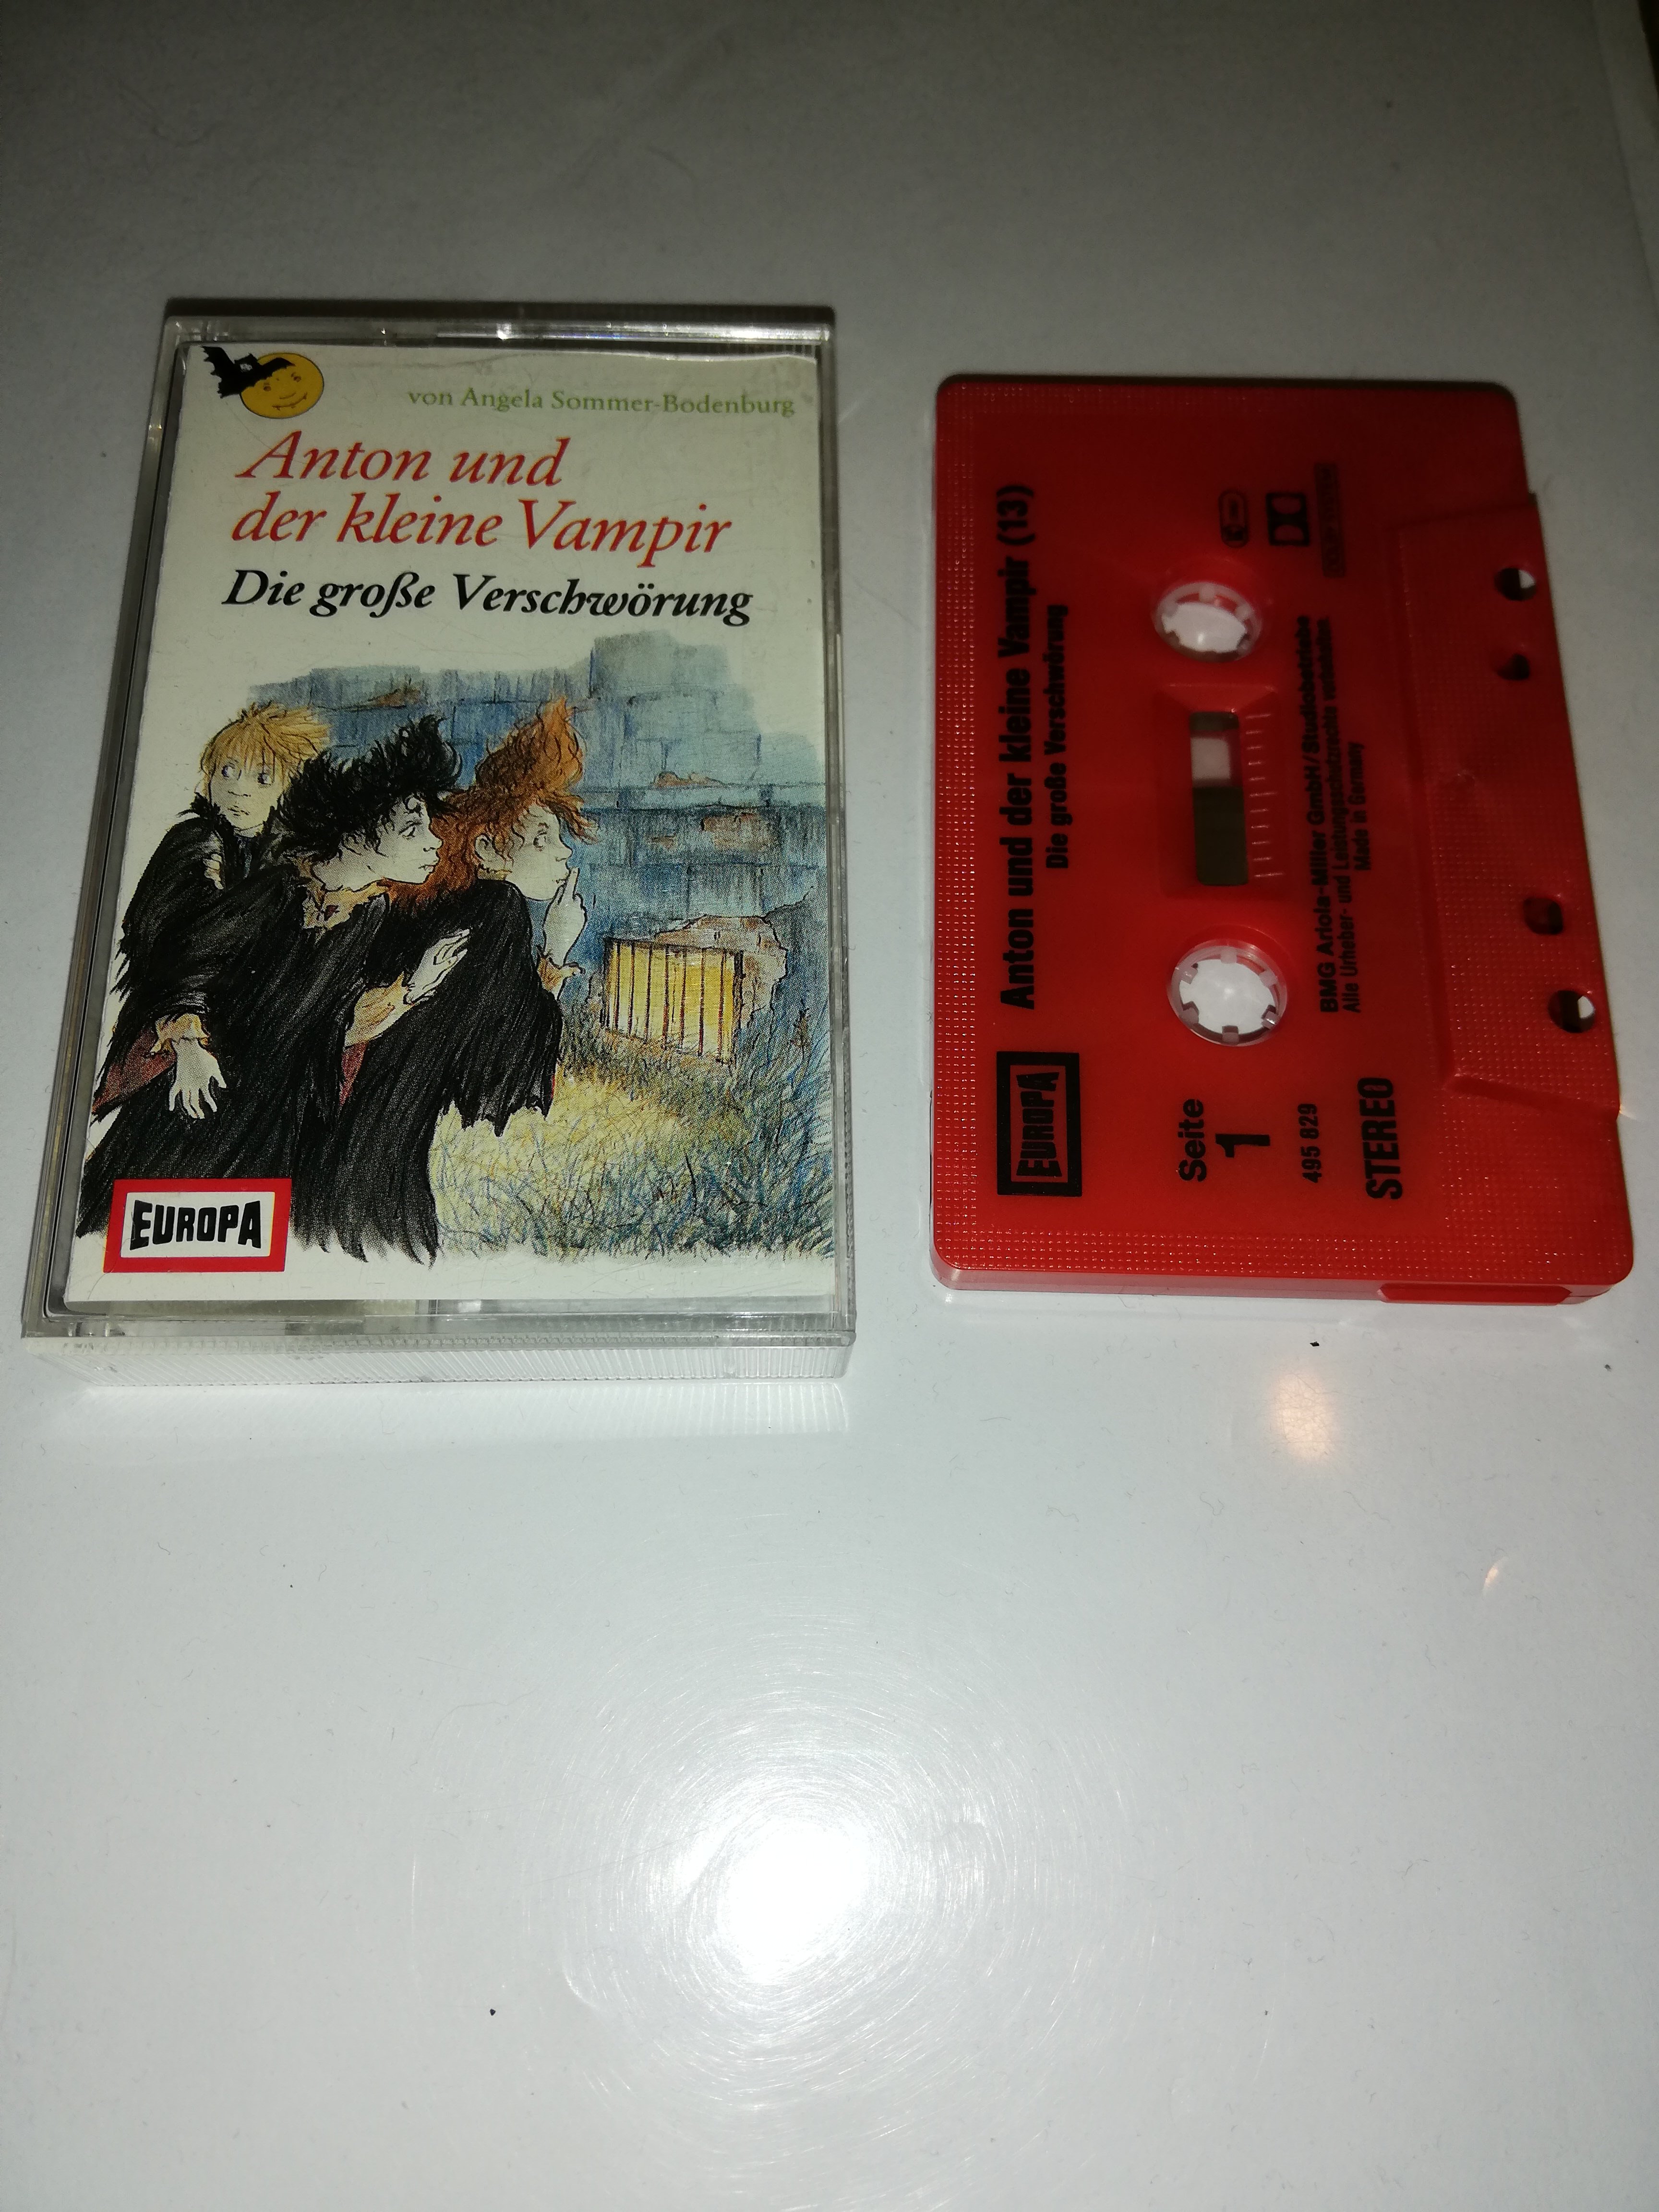 von Angela Sommer-Bodenburg
Anton und
der kleine Vampir
Die große Verschwörung
EUROPA
EUROPA
Anton und der kleine Vampir (13)
Die große Verschwörung
Seite
1
495 829
STEREO
BMG Ariola-Miller GmbH/Studiobetriebe
Alle Urheber- und Leistungsschutzrechte vorbehalten
Made in Germany